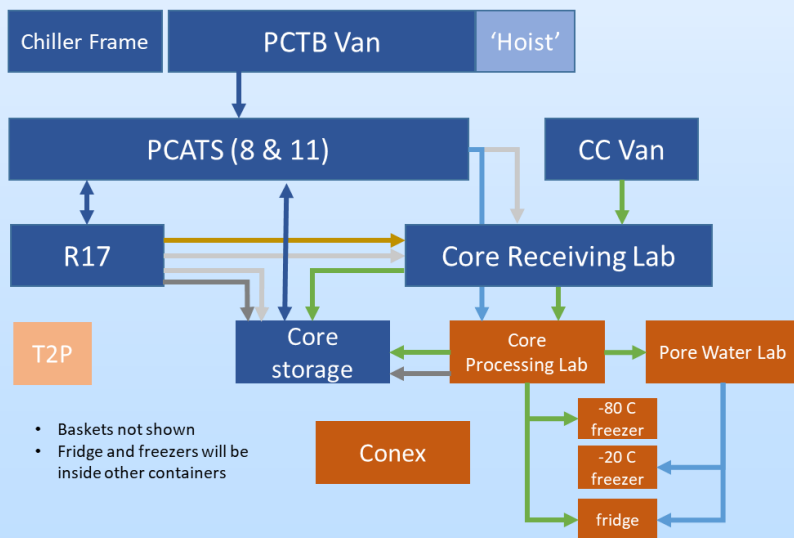 Chiller Frame
PCTB Van
‘Hoist’
PCATS (8 & 11)
CC Van
R17
Core Receiving Lab
T2P
Core
storage
Core
Processing Lab
Pore Water Lab
• Baskets not shown
• Fridge and freezers will be
inside other containers
Conex
-80 C
freezer
-20 C
freezer
fridge